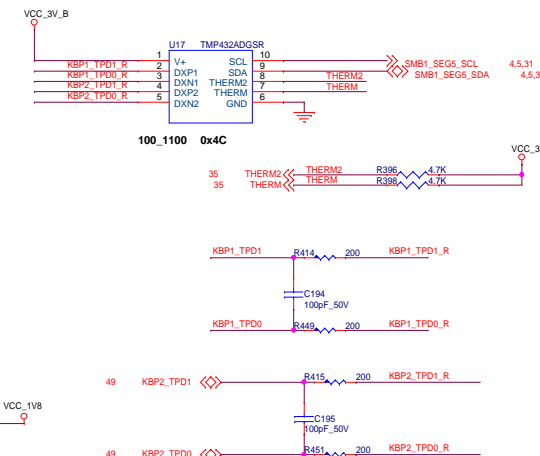 VCC_3V_B
U17 TMP432ADGSR
1 V+ SCL 10 SMB1_SEG5_SCL 4,5,31
KBP1_TPD1_R 2 DXP1 SDA 9 SMB1_SEG5_SDA 4,5,3
KBP1_TPD0_R 3 DXN1 THERM2 8 THERM2
KBP2_TPD1_R 4 DXP2 THERM 7 THERM
KBP2_TPD0_R 5 DXN2 GND 6
100_1100 0x4C
VCC_3
35 THERM2 THERM2 R396 4.7K
35 THERM THERM R398 4.7K
KBP1_TPD1 R414 200 KBP1_TPD1_R
C194
100pF_50V
KBP1_TPD0 R449 200 KBP1_TPD0_R
49 KBP2_TPD1 R415 200 KBP2_TPD1_R
VCC_1V8
C195
100pF_50V
49 KBP2_TPD0 R451 200 KBP2_TPD0_R